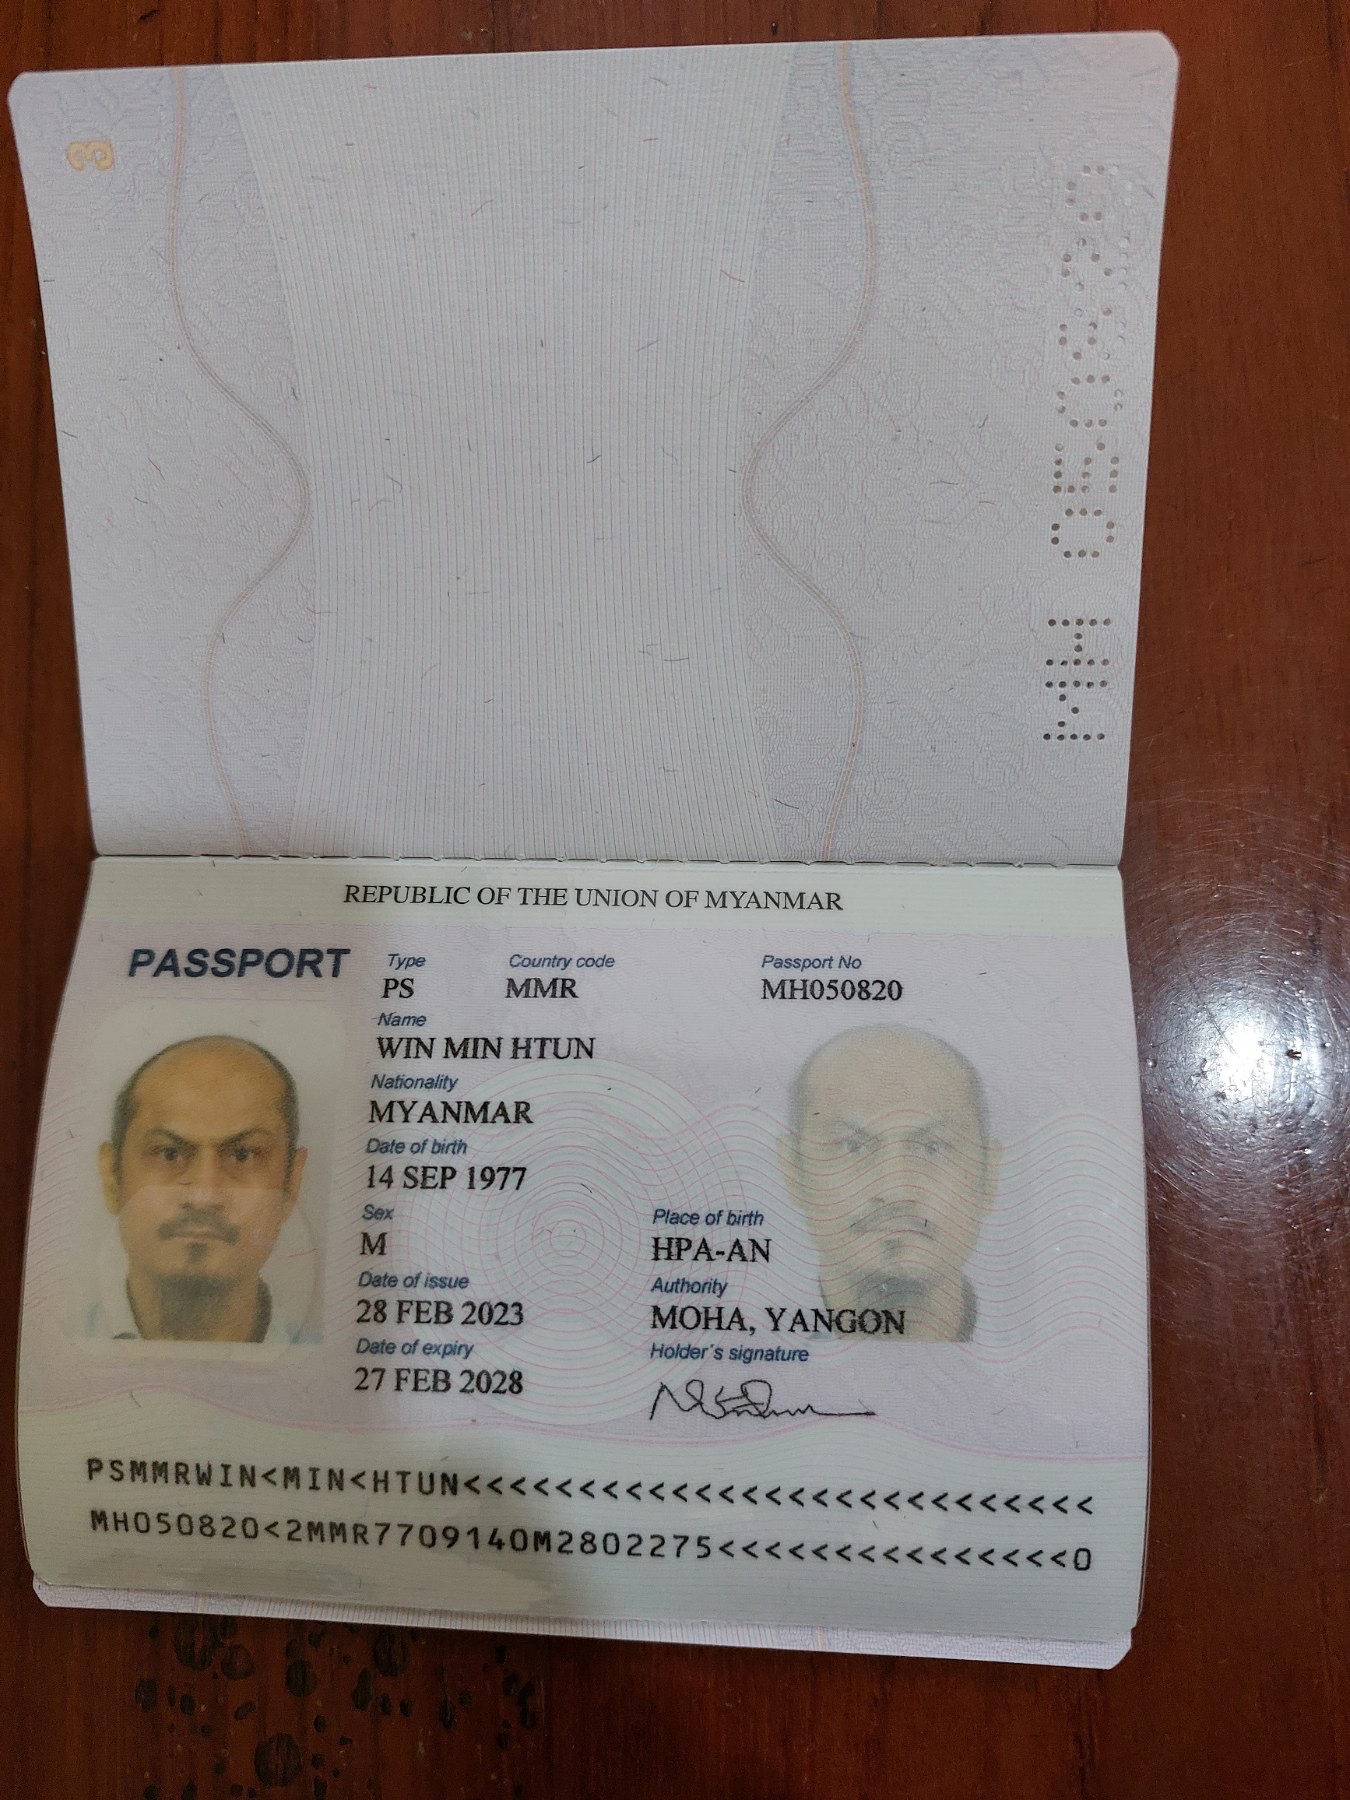 3
MH 050820
REPUBLIC OF THE UNION OF MYANMAR
PASSPORT
Type Country code Passport No
PS MMR MH050820
Name
WIN MIN HTUN
Nationality
MYANMAR
Date of birth
14 SEP 1977
Sex Place of birth
M HPA-AN
Date of issue Authority
28 FEB 2023 MOHA, YANGON
Date of expiry Holder's signature
27 FEB 2028
PSMMRWIN<MIN<HTUN<<<<<<<<<<<<<<<<<<<<<<<<<<<
MH050820<2MMR7709140M2802275<<<<<<<<<<<<<<<0